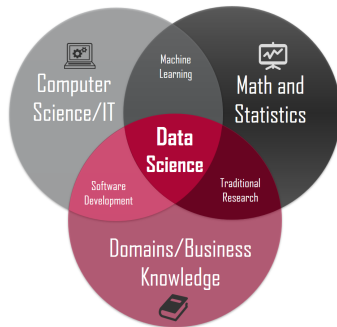 Computer
Science/IT
Machine
Learning
Math and
Statistics
Data
Science
Software
Development
Traditional
Research
Domains/Business
Knowledge